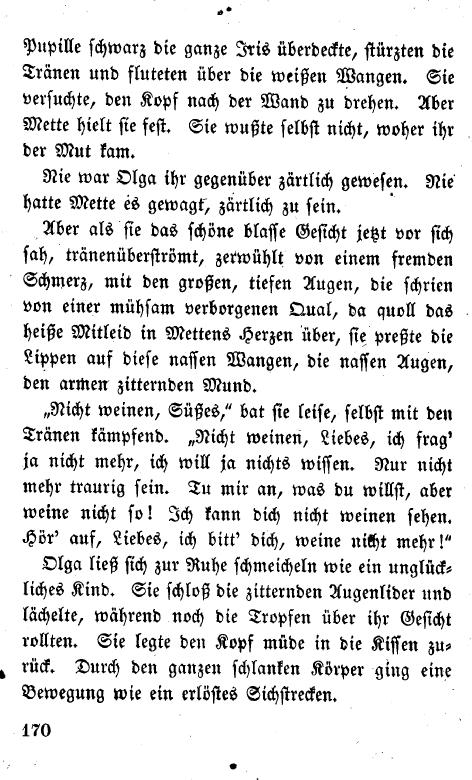 Pupille schwarz die ganze Iris überdeckte, stürzten die
Tränen und fluteten über die weißen Wangen. Sie
versuchte, den Kopf nach der Wand zu drehen. Aber
Mette hielt sie fest. Sie wußte selbst nicht, woher ihr
der Mut kam.
Nie war Olga ihr gegenüber zärtlich gewesen. Nie
hatte Mette es gewagt, zärtlich zu sein.
Aber als sie das schöne blasse Gesicht jetzt vor sich
sah, tränenüberströmt, zerwühlt von einem fremden
Schmerz, mit den großen, tiefen Augen, die schrien
von einer mühsam verborgenen Qual, da quoll das
heiße Mitleid in Mettens Herzen über, sie preßte die
Lippen auf diese nassen Wangen, die nassen Augen,
den armen zitternden Mund.
„Nicht weinen, Süßes,“ bat sie leise, selbst mit den
Tränen kämpfend. „Nicht weinen, Liebes, ich frag’
ja nicht mehr, ich will ja nichts wissen. Nur nicht
mehr traurig sein. Tu mir an, was du willst, aber
weine nicht so! Ich kann dich nicht weinen sehen.
Hör’ auf, Liebes, ich bitt’ dich, weine nicht mehr!“
Olga ließ sich zur Ruhe schmeicheln wie ein unglück-
liches Kind. Sie schloß die zitternden Augenlider und
lächelte, während noch die Tropfen über ihr Gesicht
rollten. Sie legte den Kopf müde in die Kissen zu-
rück. Durch den ganzen schlanken Körper ging eine
Bewegung wie ein erlöstes Sichstrecken.
170